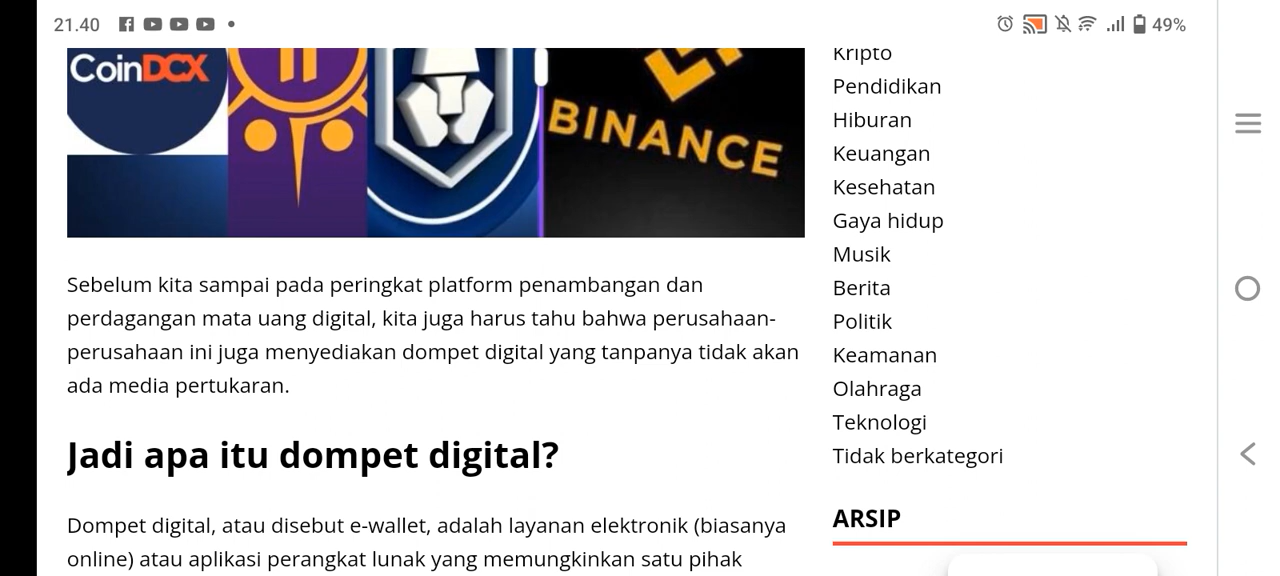 21.40
49%
CoinDCX
BINANCE
Sebelum kita sampai pada peringkat platform penambangan dan
perdagangan mata uang digital, kita juga harus tahu bahwa perusahaan-
perusahaan ini juga menyediakan dompet digital yang tanpanya tidak akan
ada media pertukaran.
Jadi apa itu dompet digital?
Dompet digital, atau disebut e-wallet, adalah layanan elektronik (biasanya
online) atau aplikasi perangkat lunak yang memungkinkan satu pihak
Kripto
Pendidikan
Hiburan
Keuangan
Kesehatan
Gaya hidup
Musik
Berita
Politik
Keamanan
Olahraga
Teknologi
Tidak berkategori
ARSIP